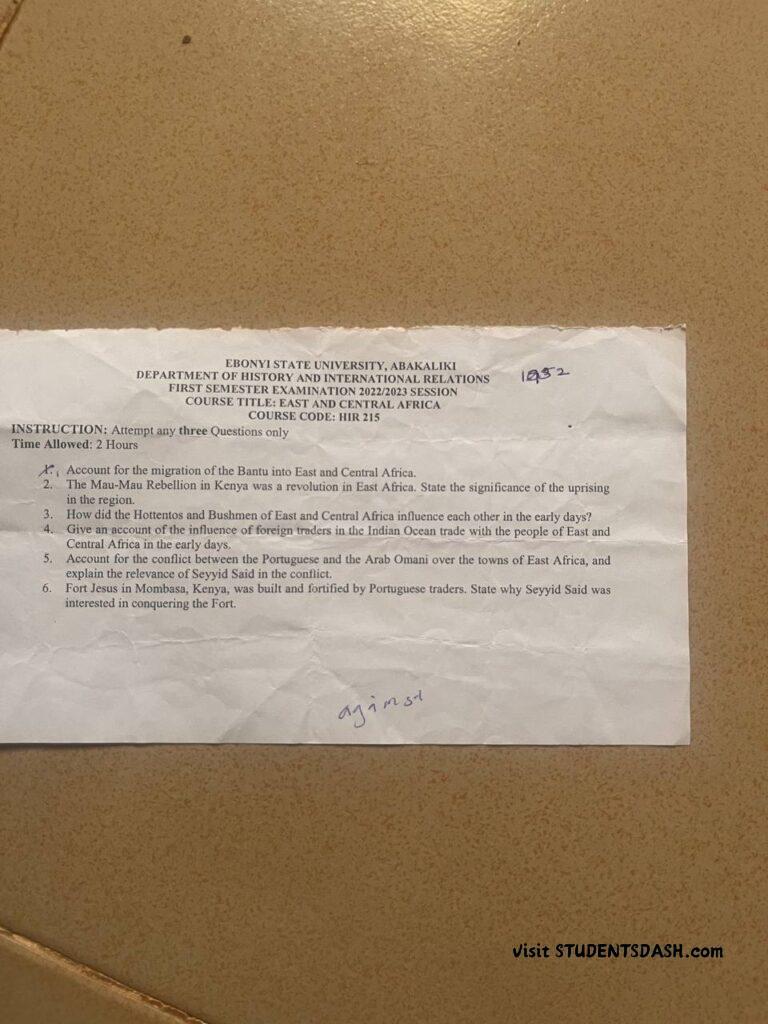 EBONYI STATE UNIVERSITY, ABAKALIKI
DEPARTMENT OF HISTORY AND INTERNATIONAL RELATIONS
FIRST SEMESTER EXAMINATION 2022/2023 SESSION
COURSE TITLE: EAST AND CENTRAL AFRICA
COURSE CODE: HIR 215
1952
INSTRUCTION: Attempt any three Questions only
Time Allowed: 2 Hours
1. Account for the migration of the Bantu into East and Central Africa.
2. The Mau-Mau Rebellion in Kenya was a revolution in East Africa. State the significance of the uprising
in the region.
3. How did the Hottentots and Bushmen of East and Central Africa influence each other in the early days?
4. Give an account of the influence of foreign traders in the Indian Ocean trade with the people of East and
Central Africa in the early days.
5. Account for the conflict between the Portuguese and the Arab Omani over the towns of East Africa, and
explain the relevance of Seyyid Said in the conflict.
6. Fort Jesus in Mombasa, Kenya, was built and fortified by Portuguese traders. State why Seyyid Said was
interested in conquering the Fort.
against
Visit STUDENTSDASH.com